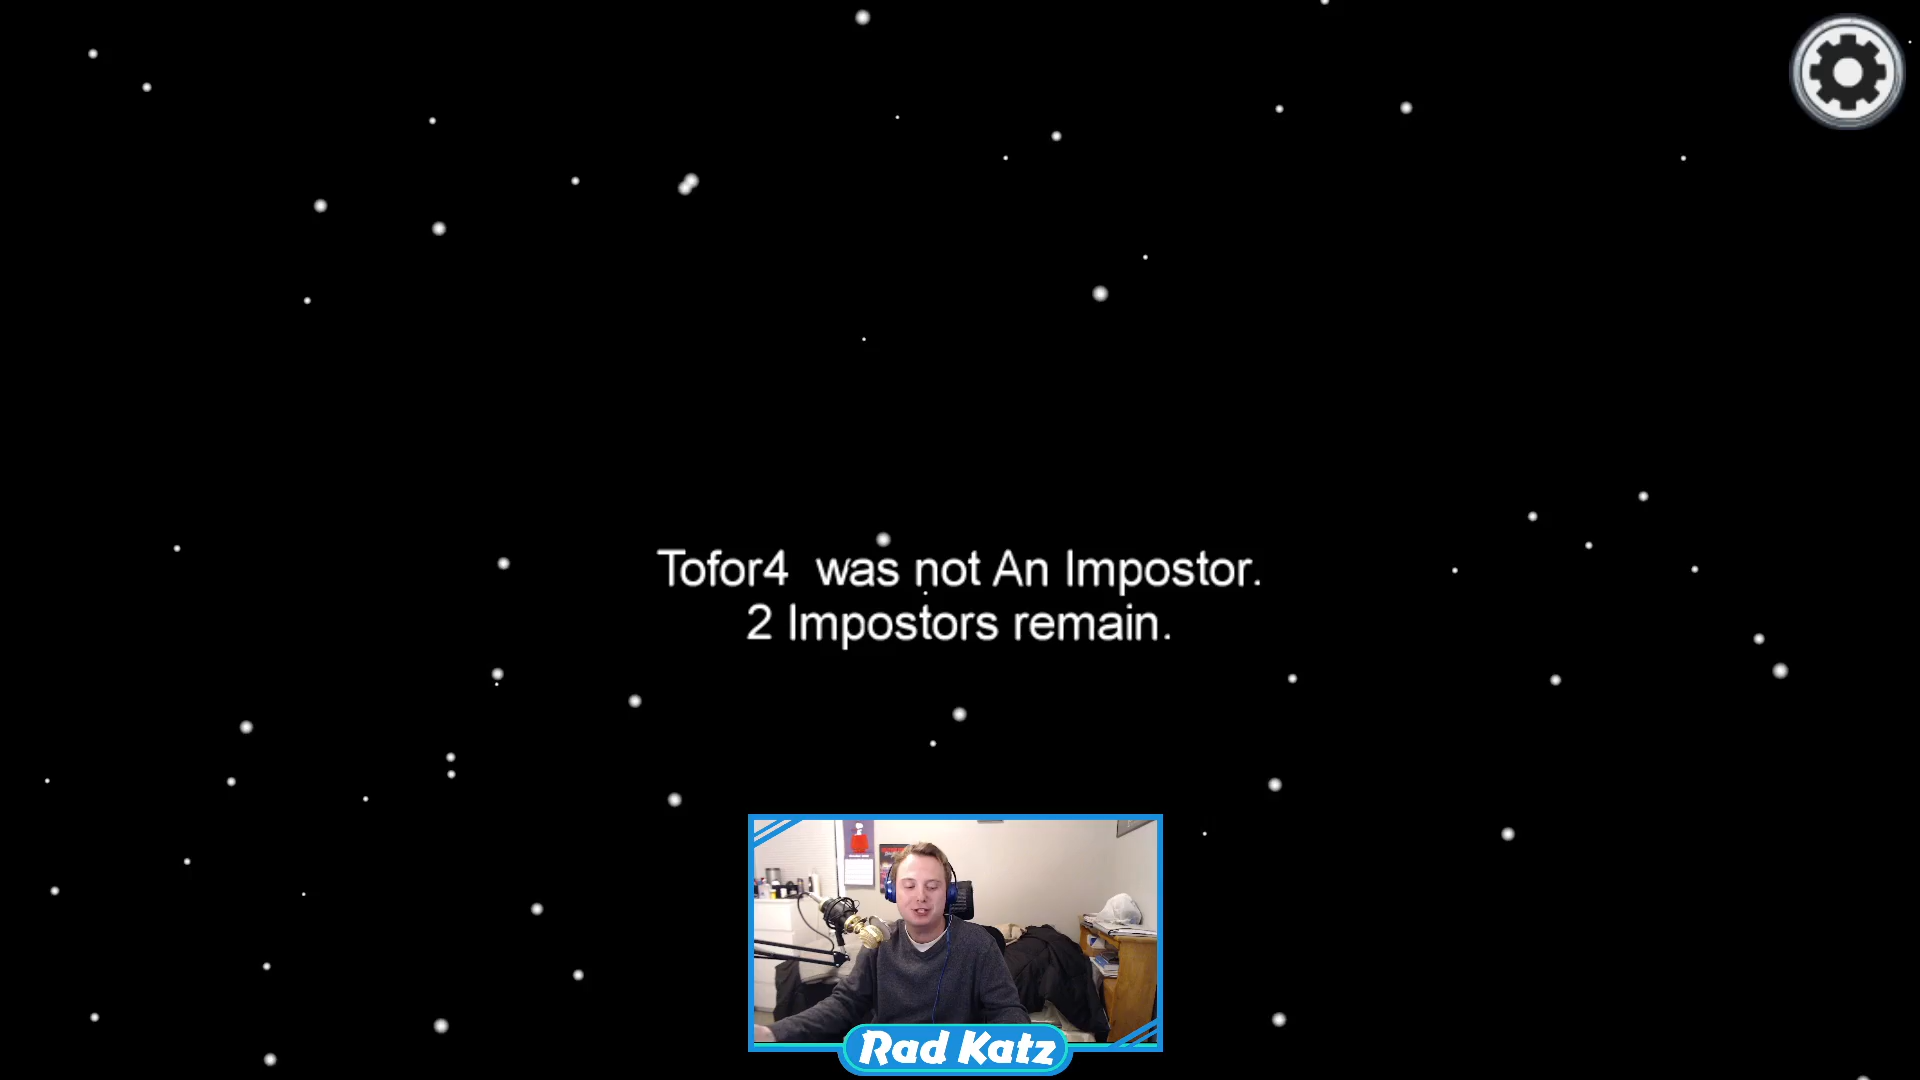 Tofor4  was not An Impostor.
2 Impostors remain.
Rad Katz